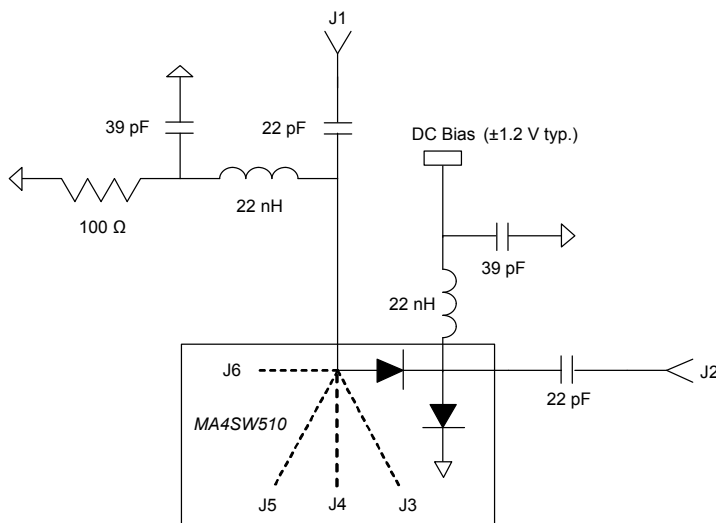 J1
39 pF
22 pF
DC Bias (±1.2 V typ.)
100 Ω
22 nH
39 pF
22 nH
J6
J2
22 pF
MA4SW510
J5
J4
J3